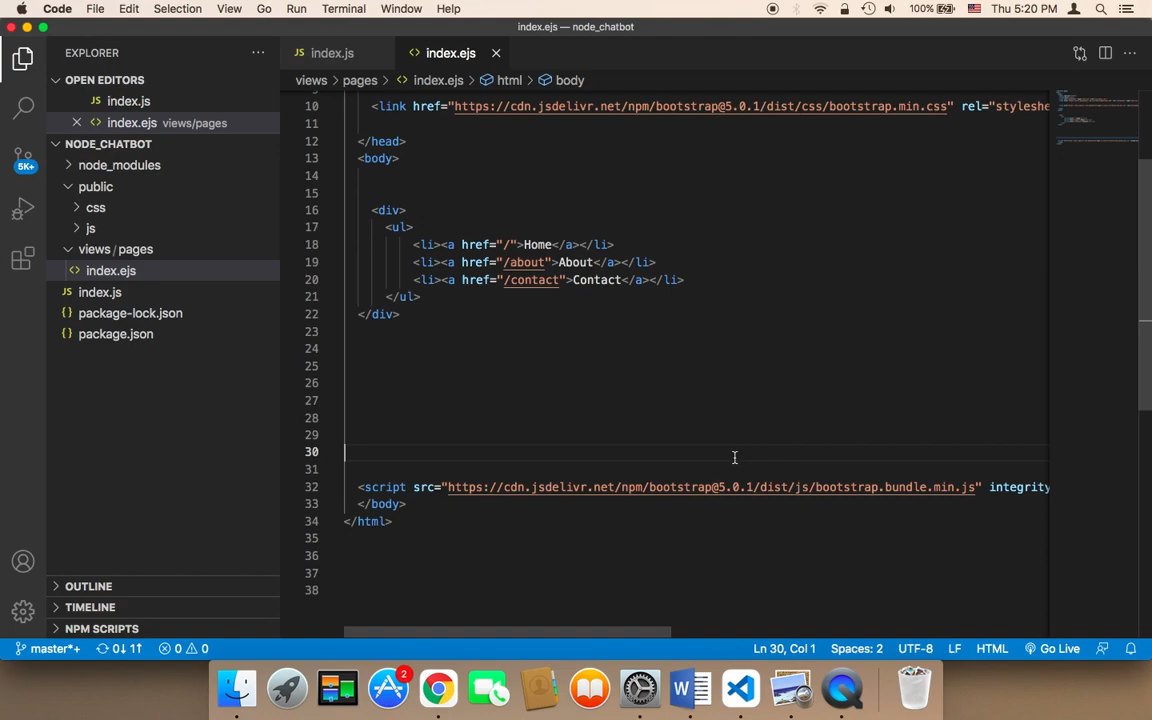 Code File Edit Selection View Go Run Terminal Window Help 100% Thu 5:20 PM
index.ejs — node_chatbot
EXPLORER
JS index.js
<> index.ejs
views > pages > <> index.ejs > html > body
OPEN EDITORS
JS index.js
<> index.ejs views/pages
NODE_CHATBOT
node_modules
public
css
js
views / pages
<> index.ejs
JS index.js
{} package-lock.json
{} package.json
5K+
OUTLINE
TIMELINE
NPM SCRIPTS
10 <link href="https://cdn.jsdelivr.net/npm/bootstrap@5.0.1/dist/css/bootstrap.min.css" rel="styleshe
11
12 </head>
13 <body>
14
15
16 <div>
17 <ul>
18 <li><a href="/">Home</a></li>
19 <li><a href="/about">About</a></li>
20 <li><a href="/contact">Contact</a></li>
21 </ul>
22 </div>
23
24
25
26
27
28
29
30
31
32 <script src="https://cdn.jsdelivr.net/npm/bootstrap@5.0.1/dist/js/bootstrap.bundle.min.js" integrity
33 </body>
34 </html>
35
36
37
38
master*+ 0↓ 1↑ 0 0 Ln 30, Col 1 Spaces: 2 UTF-8 LF HTML Go Live
2